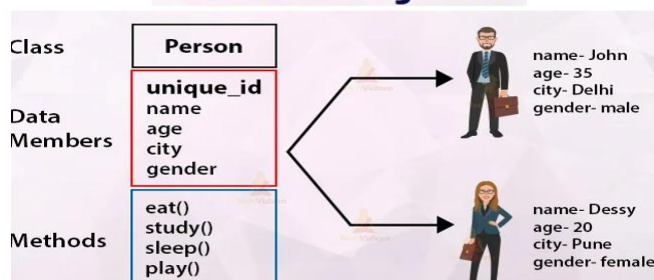 Class
Person
Data
Members
unique_id
name
age
city
gender
Methods
eat()
study()
sleep()
play()
name- John
age- 35
city- Delhi
gender- male
name- Dessy
age- 20
city- Pune
gender- female